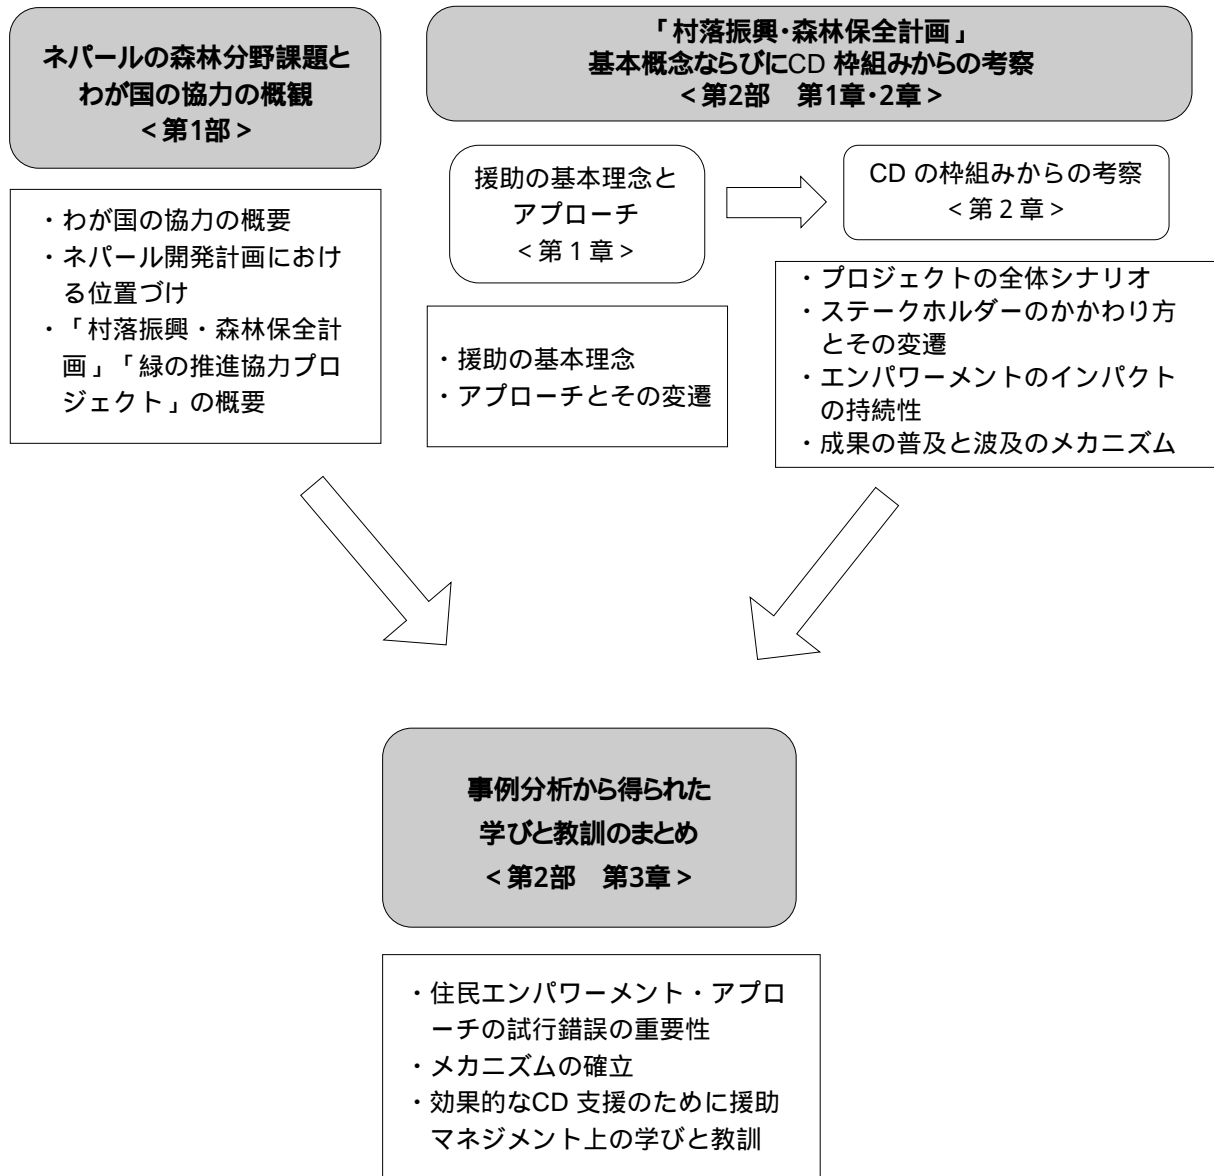 ネパールの森林分野課題と
わが国の協力の概観
<第1部>
・わが国の協力の概要
・ネパール開発計画におけ
る位置づけ
・「村落振興・森林保全計
画」「緑の推進協力プロ
ジェクト」の概要
「村落振興・森林保全計画」
基本概念ならびにCD 枠組みからの考察
<第2部 第1章・2章>
援助の基本理念と
アプローチ
<第1章>
・援助の基本理念
・アプローチとその変遷
CD の枠組みからの考察
<第2章>
・プロジェクトの全体シナリオ
・ステークホルダーのかかわり方
とその変遷
・エンパワーメントのインパクト
の持続性
・成果の普及と波及のメカニズム
事例分析から得られた
学びと教訓のまとめ
<第2部 第3章>
・住民エンパワーメント・アプロ
ーチの試行錯誤の重要性
・メカニズムの確立
・効果的なCD 支援のために援助
マネジメント上の学びと教訓